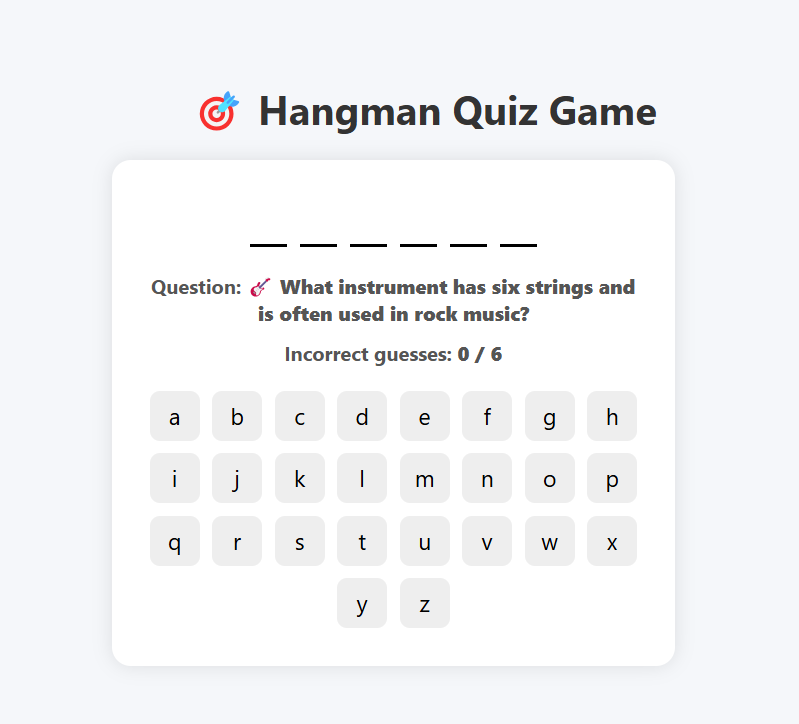 🎯 Hangman Quiz Game
_ _ _ _ _ _
Question: 🎸 What instrument has six strings and
is often used in rock music?
Incorrect guesses: 0 / 6
a b c d e f g h
i j k l m n o p
q r s t u v w x
y z